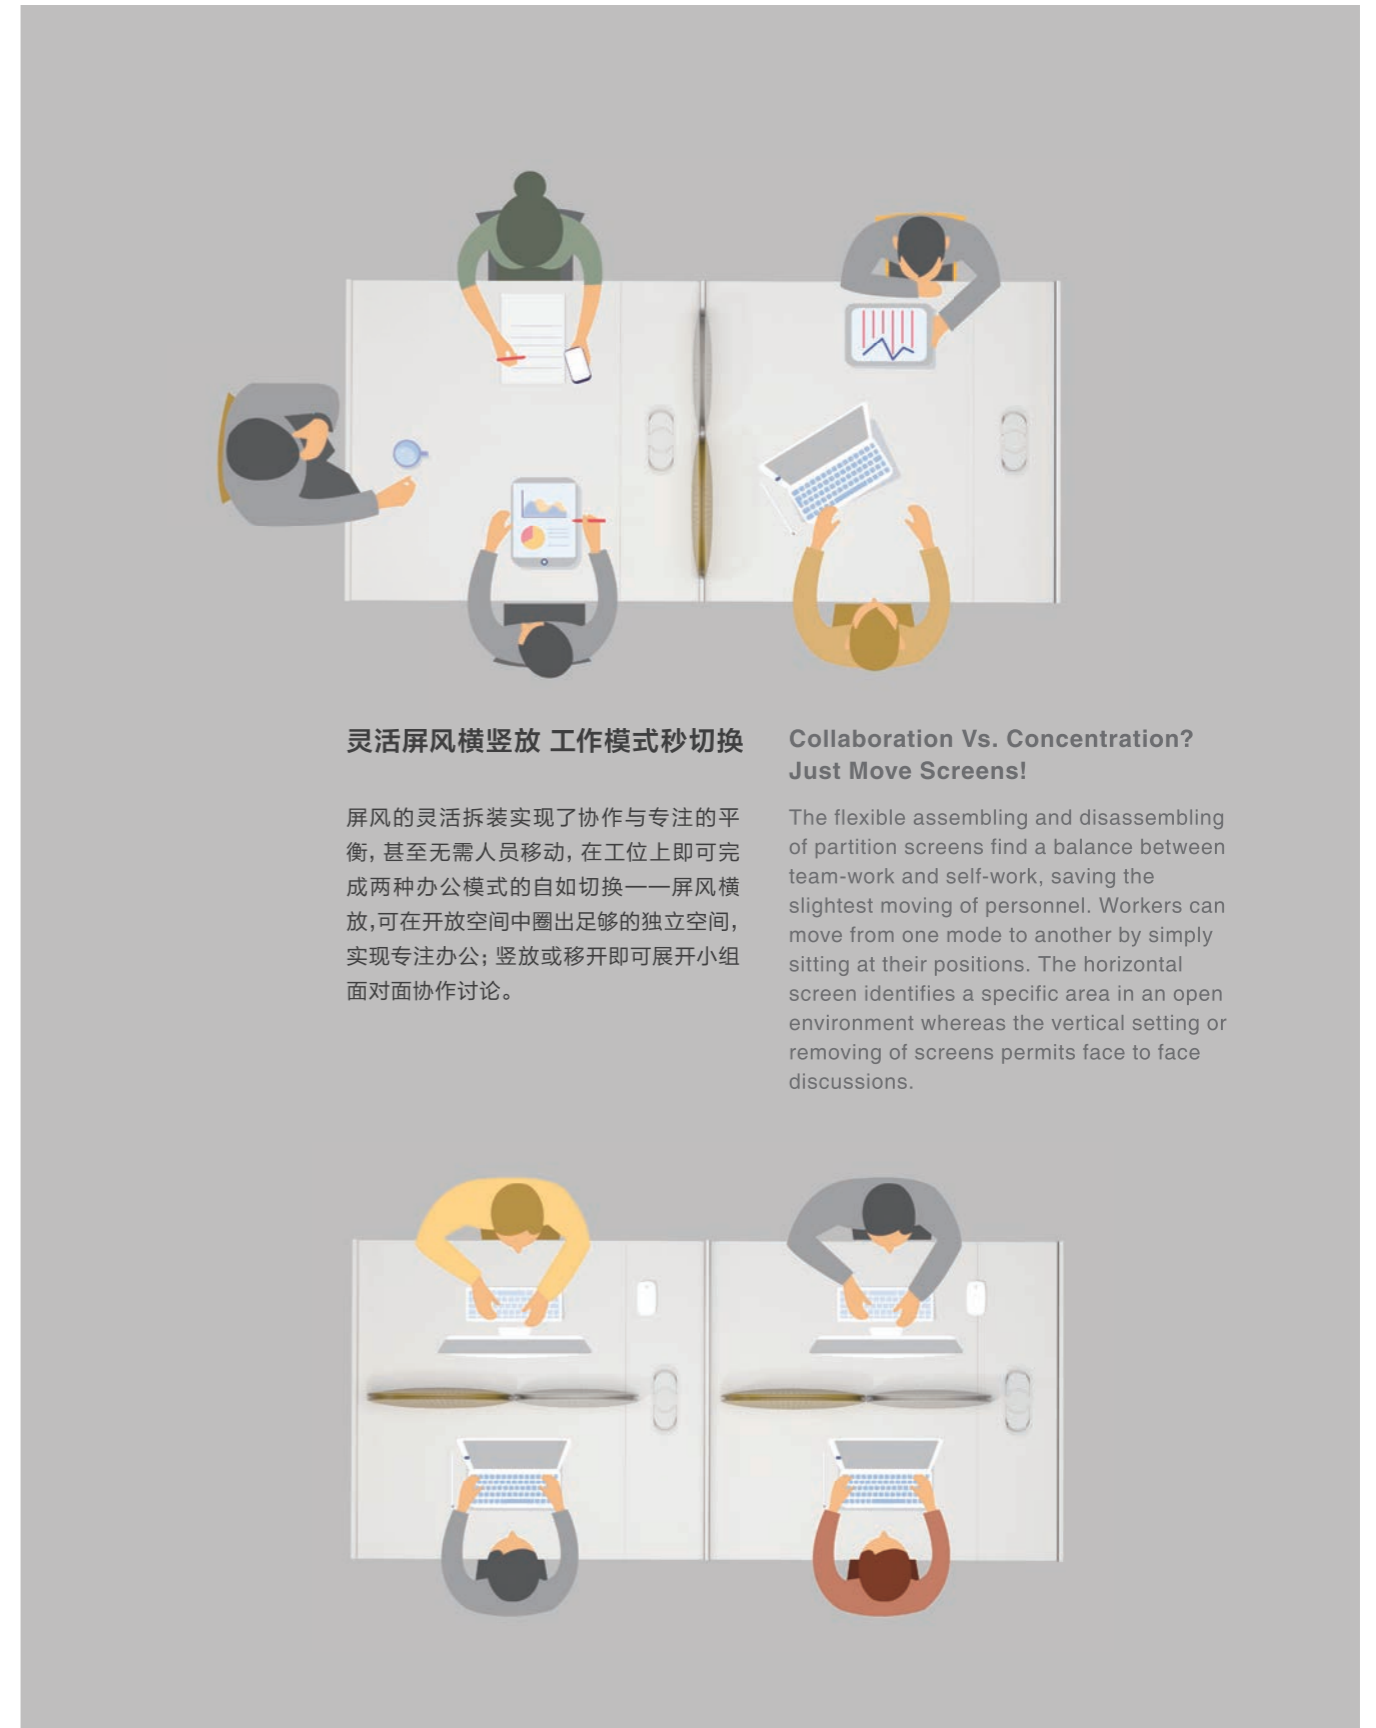 灵活屏风横竖放 工作模式秒切换
屏风的灵活拆装实现了协作与专注的平
衡, 甚至无需人员移动, 在工位上即可完
成两种办公模式的自如切换——屏风横
放,可在开放空间中圈出足够的独立空间,
实现专注办公; 竖放或移开即可展开小组
面对面协作讨论。
Collaboration Vs. Concentration?
Just Move Screens!
The flexible assembling and disassembling
of partition screens find a balance between
team-work and self-work, saving the
slightest moving of personnel. Workers can
move from one mode to another by simply
sitting at their positions. The horizontal
screen identifies a specific area in an open
environment whereas the vertical setting or
removing of screens permits face to face
discussions.